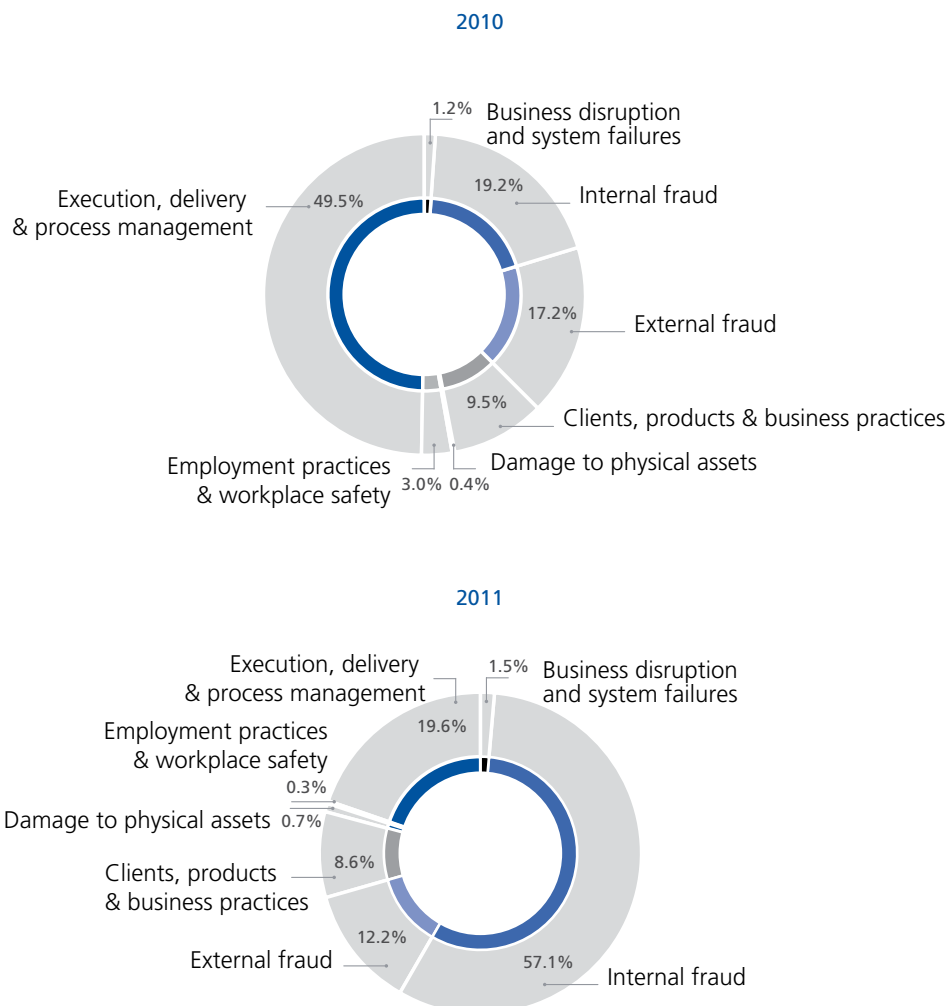 2010
1.2%
Business disruption
and system failures
19.2%
Internal fraud
Execution, delivery
& process management
49.5%
17.2%
External fraud
9.5%
Clients, products & business practices
Employment practices
& workplace safety
3.0%
0.4%
Damage to physical assets
2011
Execution, delivery
& process management
1.5%
Business disruption
and system failures
19.6%
Employment practices
& workplace safety
0.3%
Damage to physical assets
0.7%
8.6%
Clients, products
& business practices
12.2%
External fraud
57.1%
Internal fraud